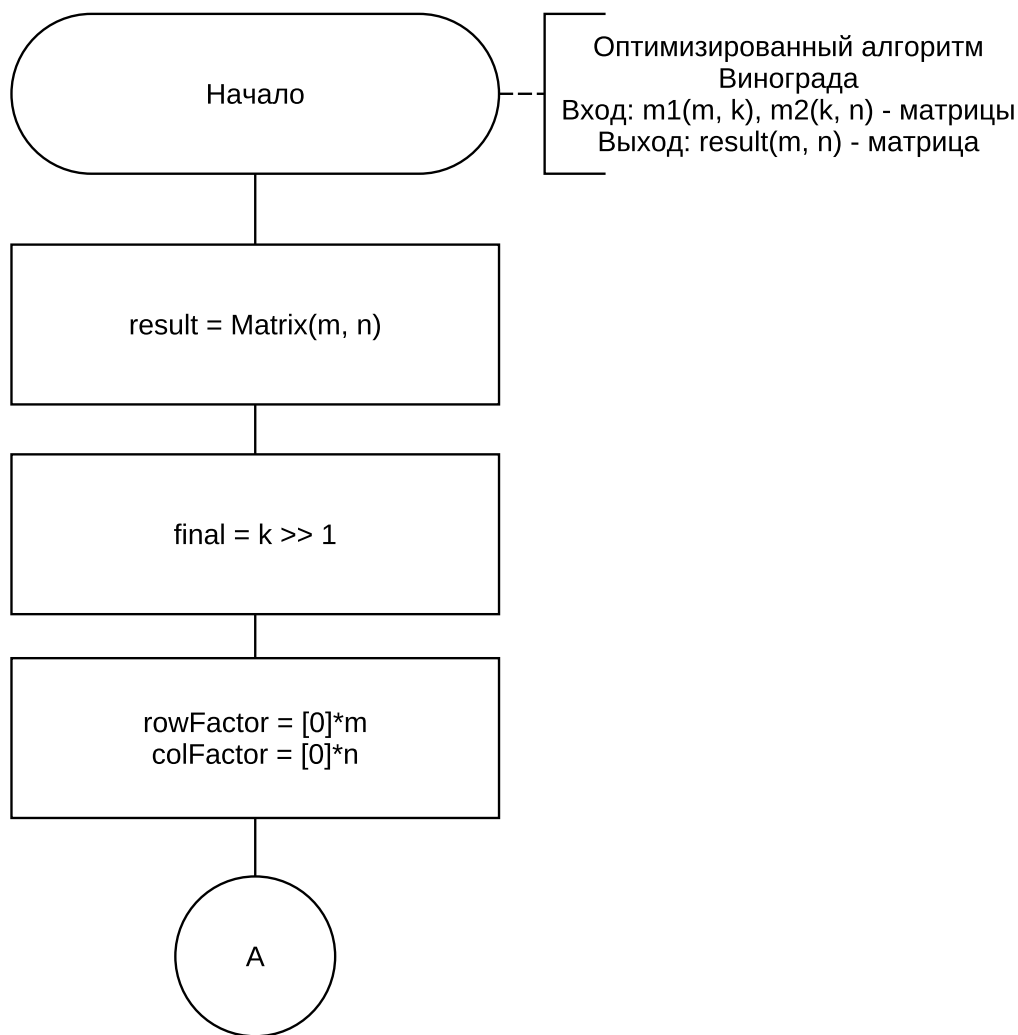 Начало
Оптимизированный алгоритм
Винограда
Вход: m1(m, k), m2(k, n) - матрицы
Выход: result(m, n) - матрица
result = Matrix(m, n)
final = k >> 1
rowFactor = [0]*m
colFactor = [0]*n
A